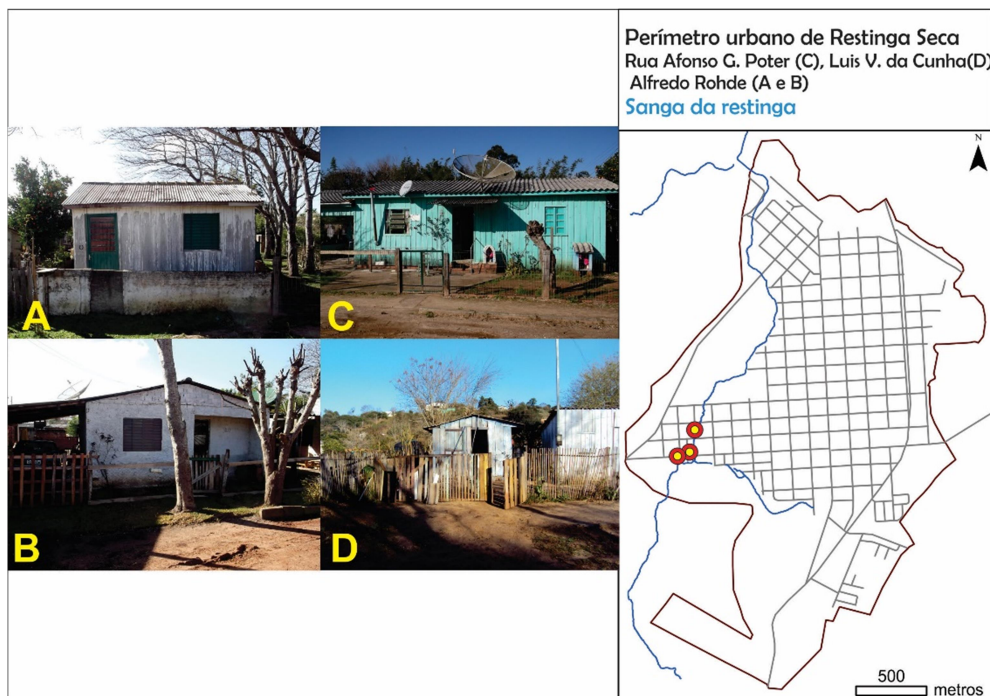 Perímetro urbano de Restinga Seca
Rua Afonso G. Poter (C), Luis V. da Cunha(D)
Alfredo Rohde (A e B)
Sanga da restinga
N
A
C
B
D
500
metros